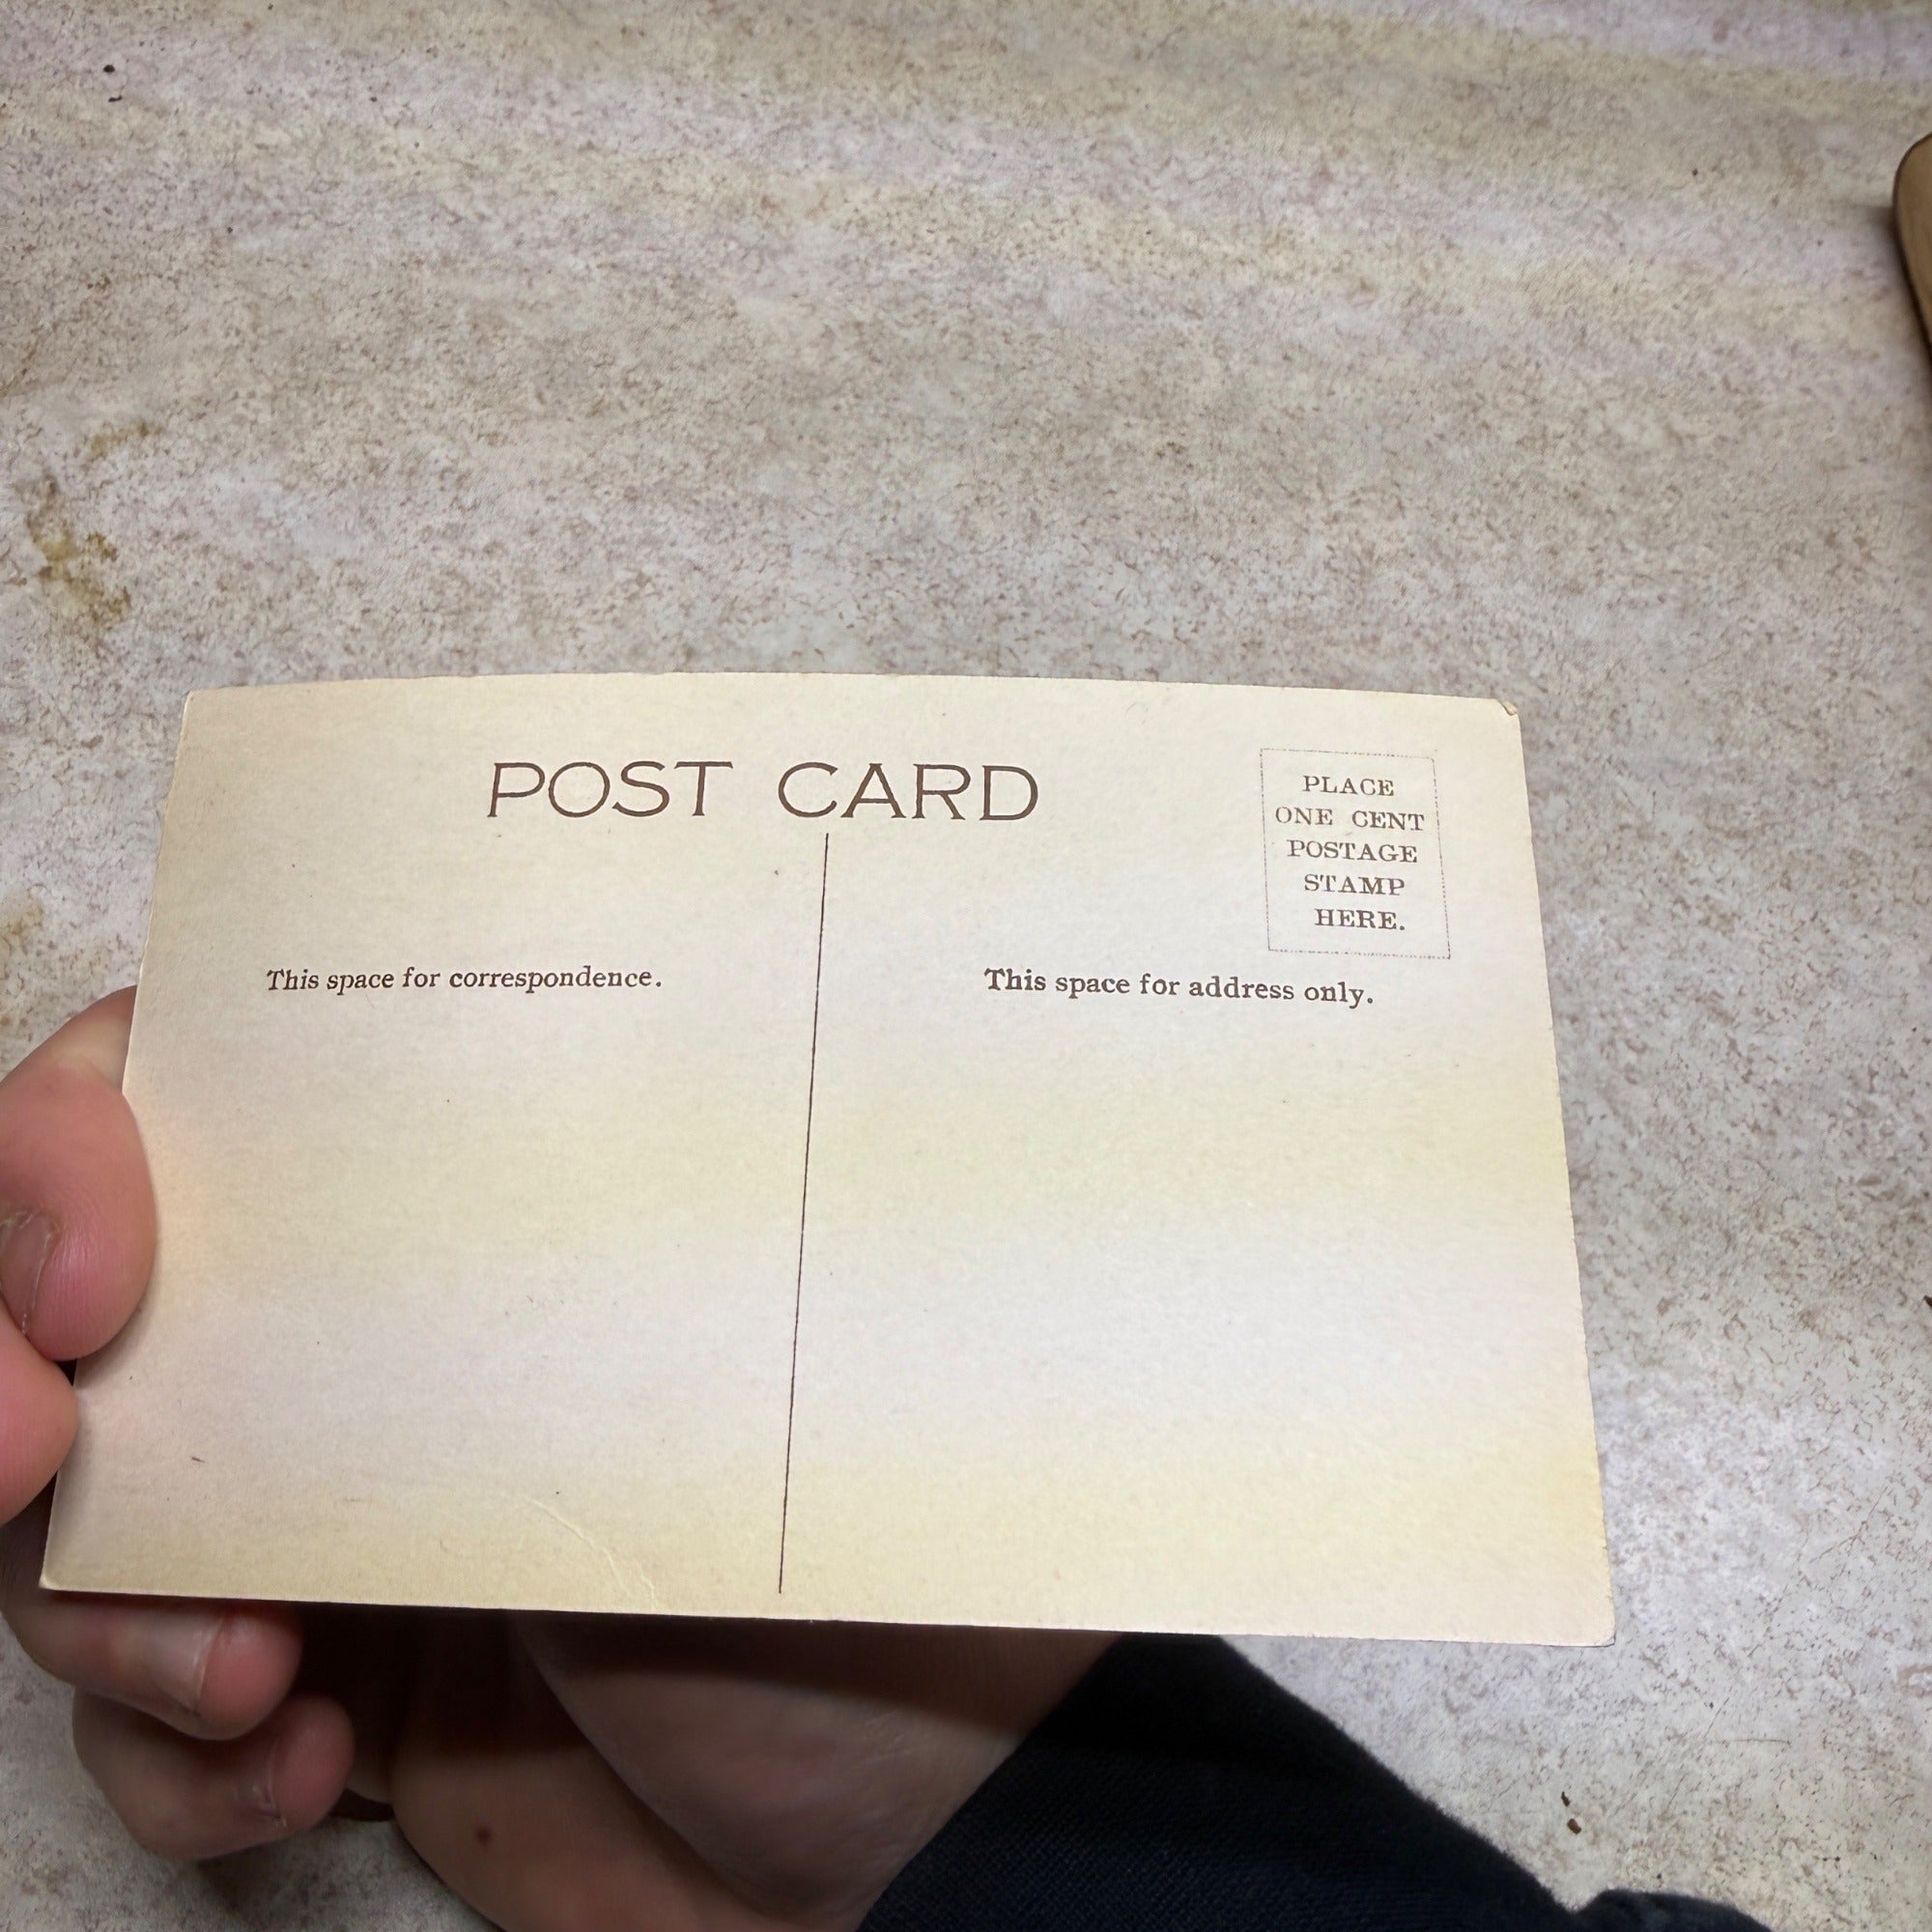 POST CARD
PLACE
ONE CENT
POSTAGE
STAMP
HERE.
This space for correspondence.
This space for address only.